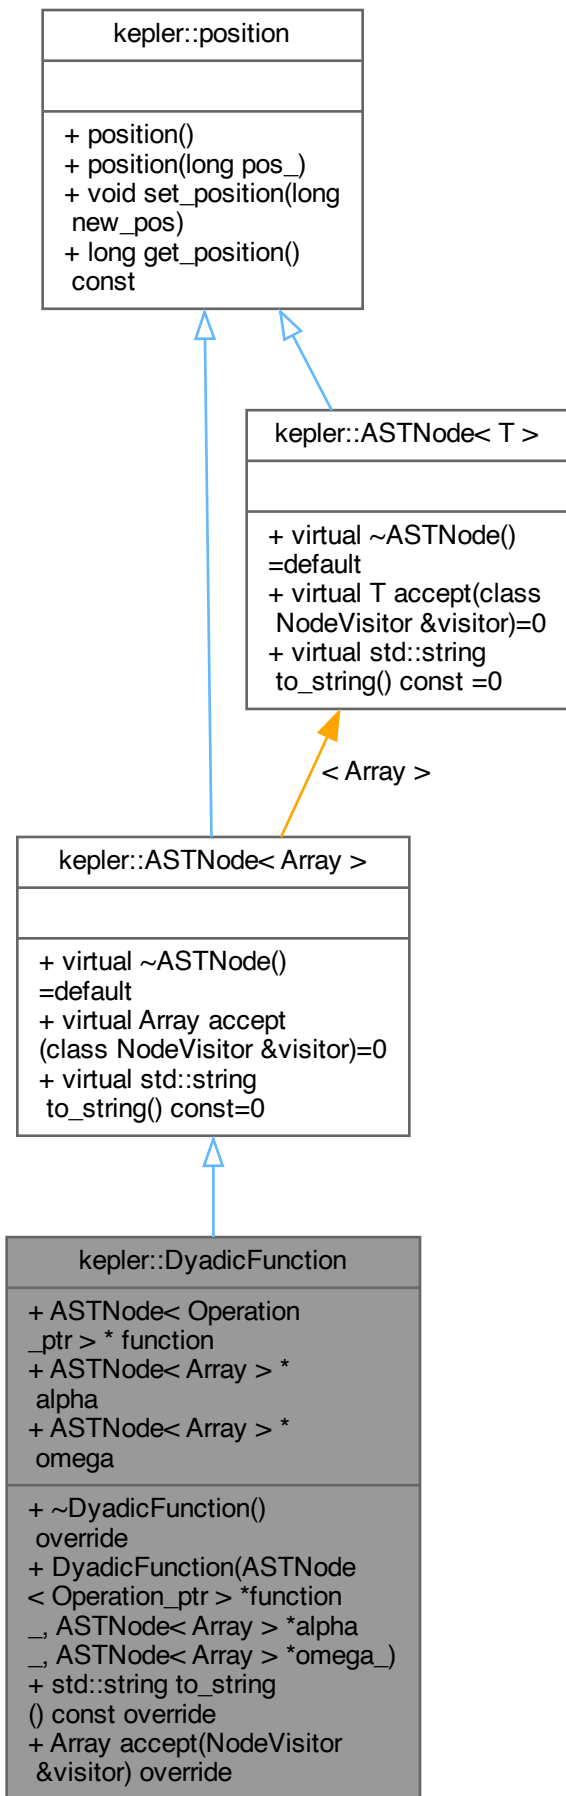 kepler::position
+ position()
+ position(long pos_)
+ void set_position(long
new_pos)
+ long get_position()
const
kepler::ASTNode< T >
+ virtual ~ASTNode()
=default
+ virtual T accept(class
NodeVisitor &visitor)=0
+ virtual std::string
to_string() const =0
< Array >
kepler::ASTNode< Array >
+ virtual ~ASTNode()
=default
+ virtual Array accept
(class NodeVisitor &visitor)=0
+ virtual std::string
to_string() const=0
kepler::DyadicFunction
+ ASTNode< Operation
_ptr > * function
+ ASTNode< Array > *
alpha
+ ASTNode< Array > *
omega
+ ~DyadicFunction()
override
+ DyadicFunction(ASTNode
< Operation_ptr > *function
_, ASTNode< Array > *alpha
_, ASTNode< Array > *omega_)
+ std::string to_string
() const override
+ Array accept(NodeVisitor
&visitor) override